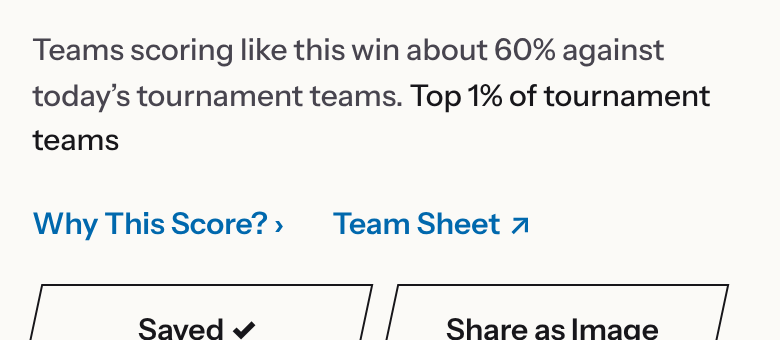 Teams scoring like this win about 60% against
today’s tournament teams. Top 1% of tournament
teams
Why This Score? ›
Team Sheet ↗
Saved ✔
Share as Image